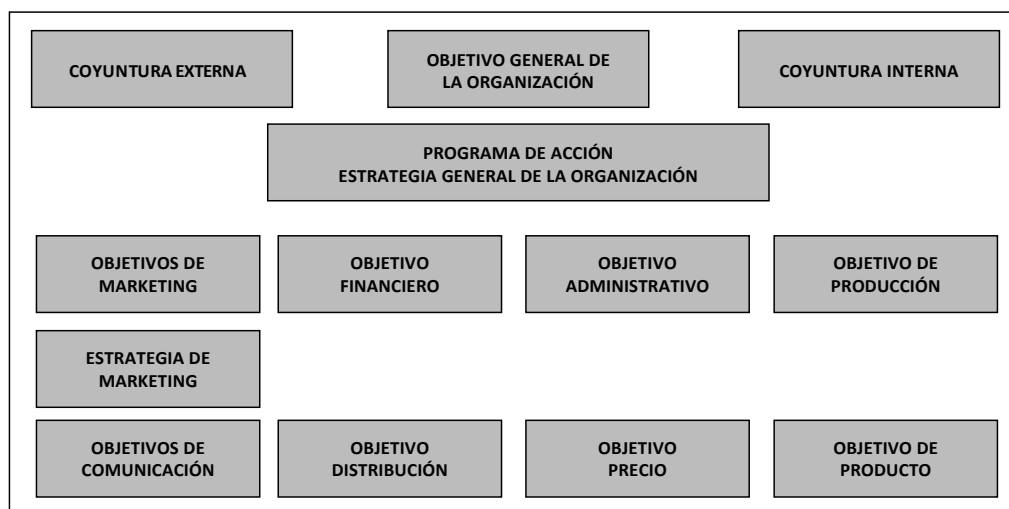 COYUNTURA EXTERNA
OBJETIVO GENERAL DE
LA ORGANIZACIÓN
COYUNTURA INTERNA
PROGRAMA DE ACCIÓN
ESTRATEGIA GENERAL DE LA ORGANIZACIÓN
OBJETIVOS DE
MARKETING
OBJETIVO
FINANCIERO
OBJETIVO
ADMINISTRATIVO
OBJETIVO DE
PRODUCCIÓN
ESTRATEGIA DE
MARKETING
OBJETIVOS DE
COMUNICACIÓN
OBJETIVO
DISTRIBUCIÓN
OBJETIVO
PRECIO
OBJETIVO DE
PRODUCTO